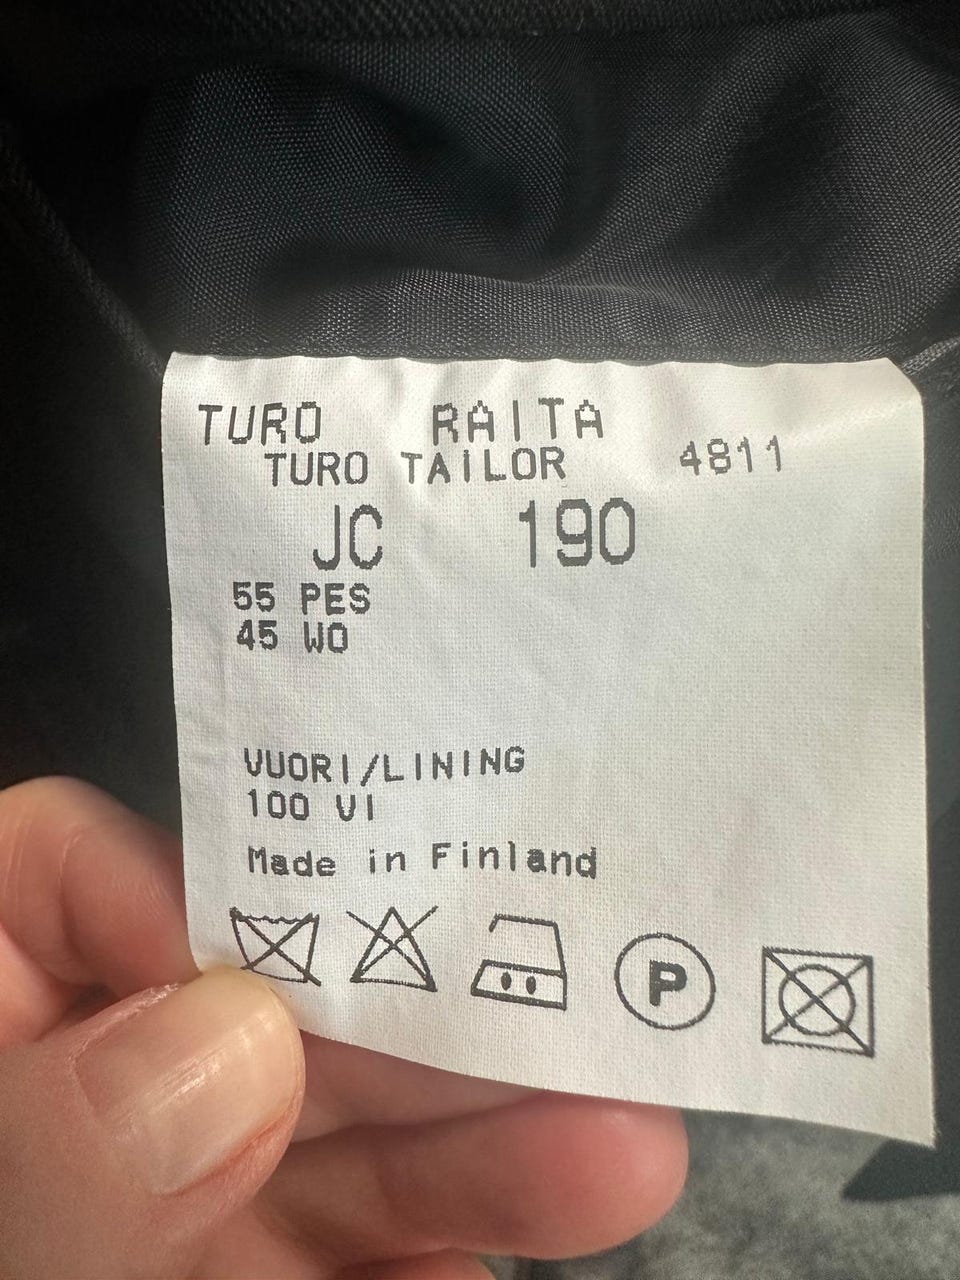 TURO RAITA
TURO TAILOR 4811
JC 190
55 PES
45 WO
VUORI/LINING
100 VI
Made in Finland
P